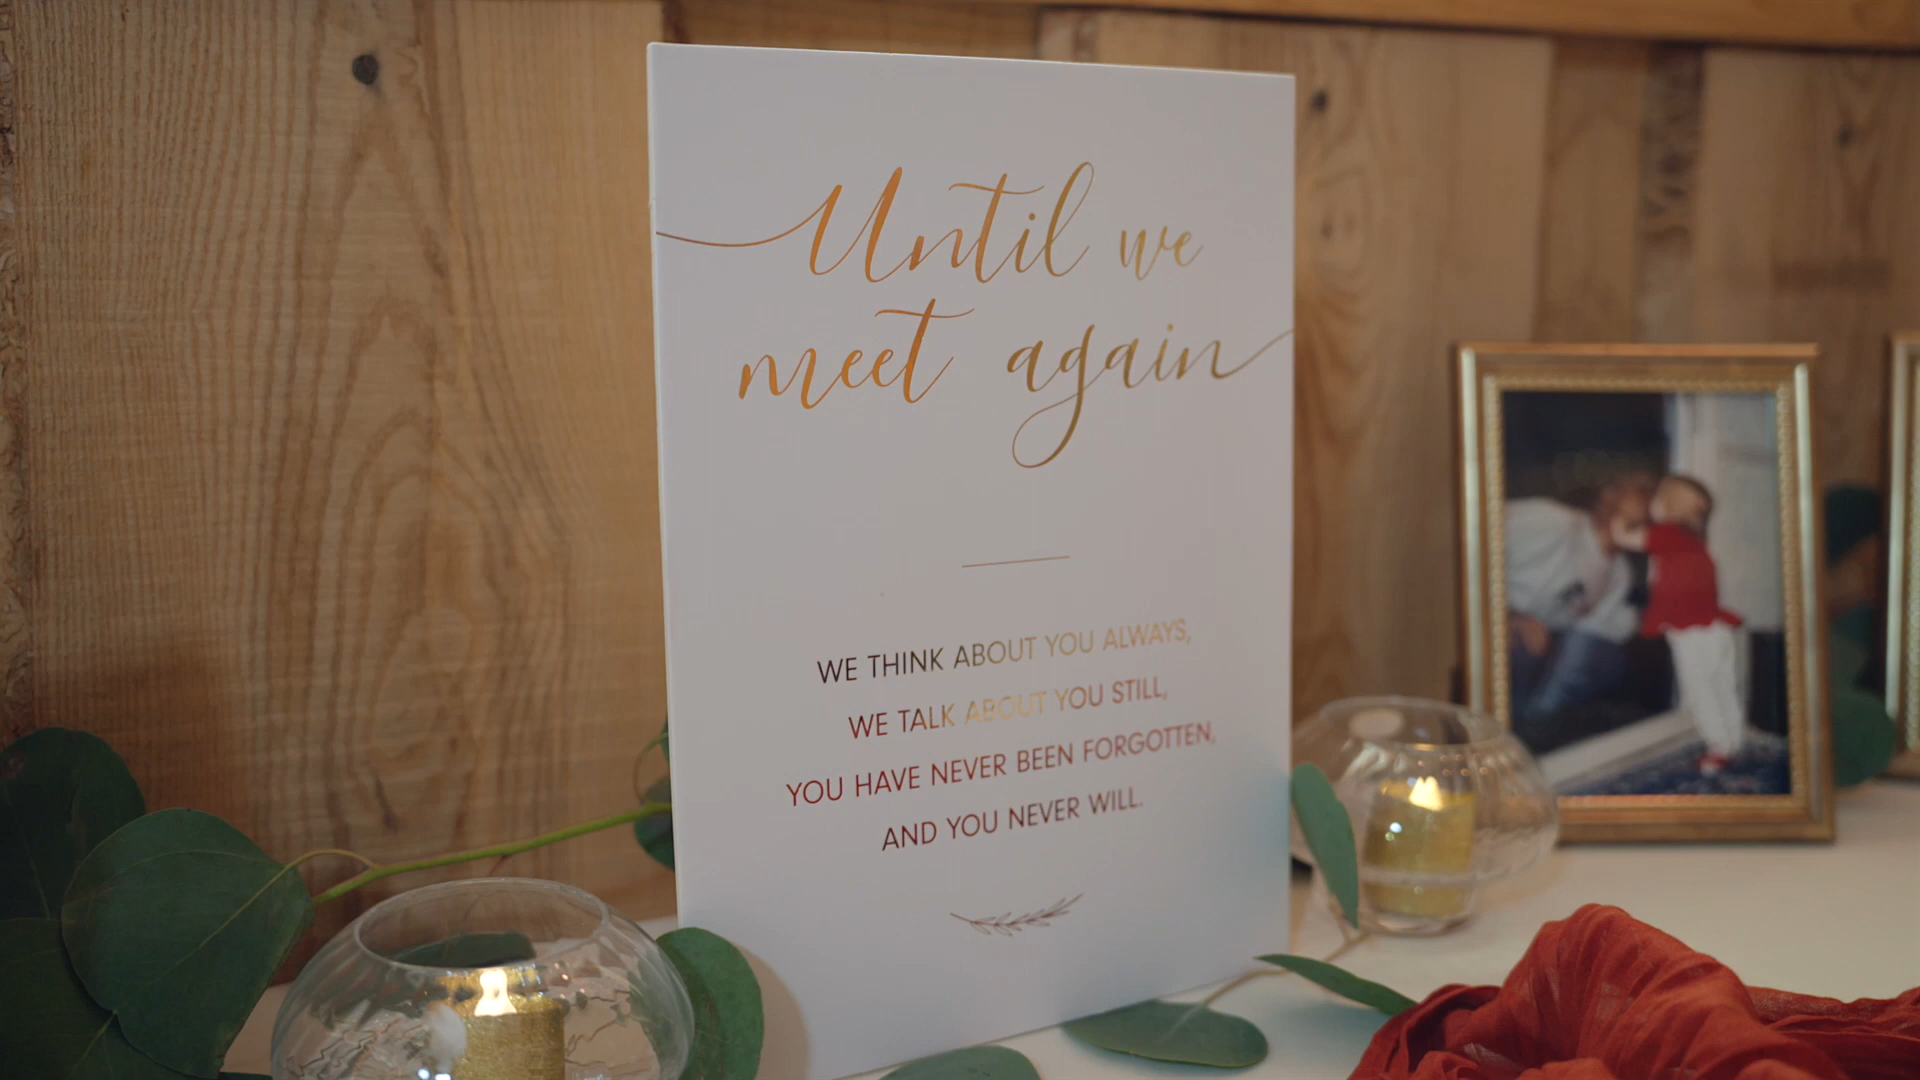 Until we
meet again
WE THINK ABOUT YOU ALWAYS,
WE TALK ABOUT YOU STILL,
YOU HAVE NEVER BEEN FORGOTTEN,
AND YOU NEVER WILL.